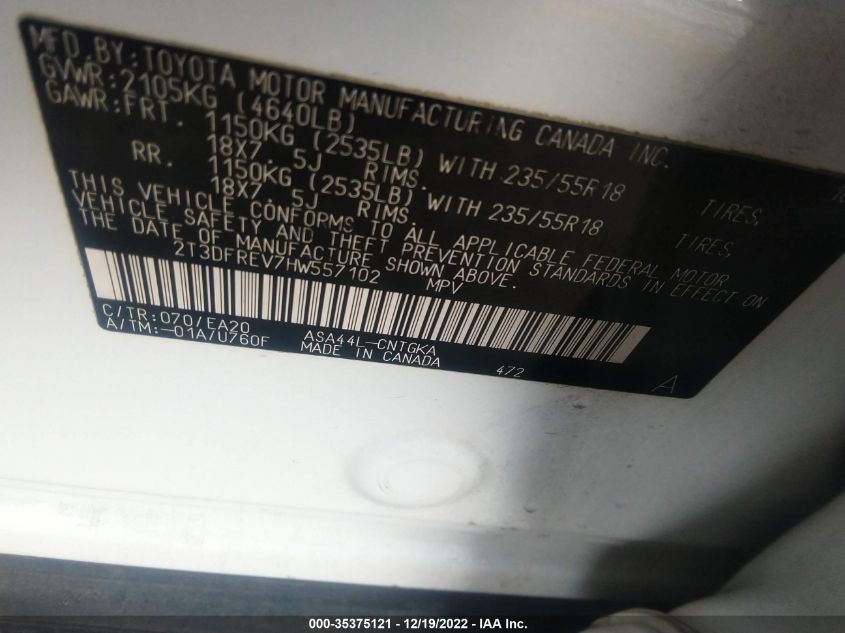 MFD. BY: TOYOTA MOTOR MANUFACTURING CANADA INC.
GVWR: 2105KG (4640LB)
GAWR: FRT. 1150KG (2535LB) WITH 235/55R18 TIRES,
18X7. 5J RIMS.
RR. 1150KG (2535LB) WITH 235/55R18 TIRES,
18X7. 5J RIMS
THIS VEHICLE CONFORMS TO ALL APPLICABLE FEDERAL MOTOR
VEHICLE SAFETY AND THEFT PREVENTION STANDARDS IN EFFECT ON
THE DATE OF MANUFACTURE SHOWN ABOVE.
2T3DFREV7HW557102 MPV
C/TR: 070/EA20 ASA44L-CNTGKA
A/TM: -01A/U760F MADE IN CANADA 472 A
000-35375121 - 12/19/2022 - IAA Inc.